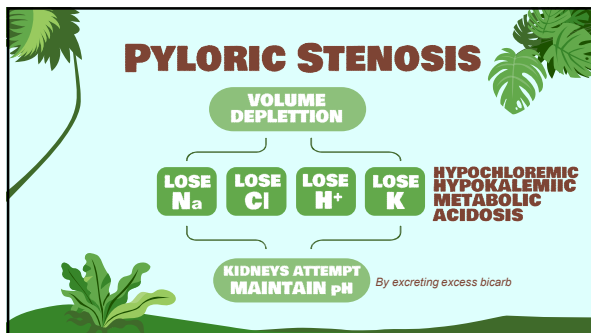 PYLORIC STENOSIS
VOLUME
DEPLETTION
LOSE
Na
LOSE
Cl
LOSE
H+
LOSE
K
HYPOCHLOREMIC
HYPOKALEMIIC
METABOLIC
ACIDOSIS
KIDNEYS ATTEMPT
MAINTAIN pH
By excreting excess bicarb